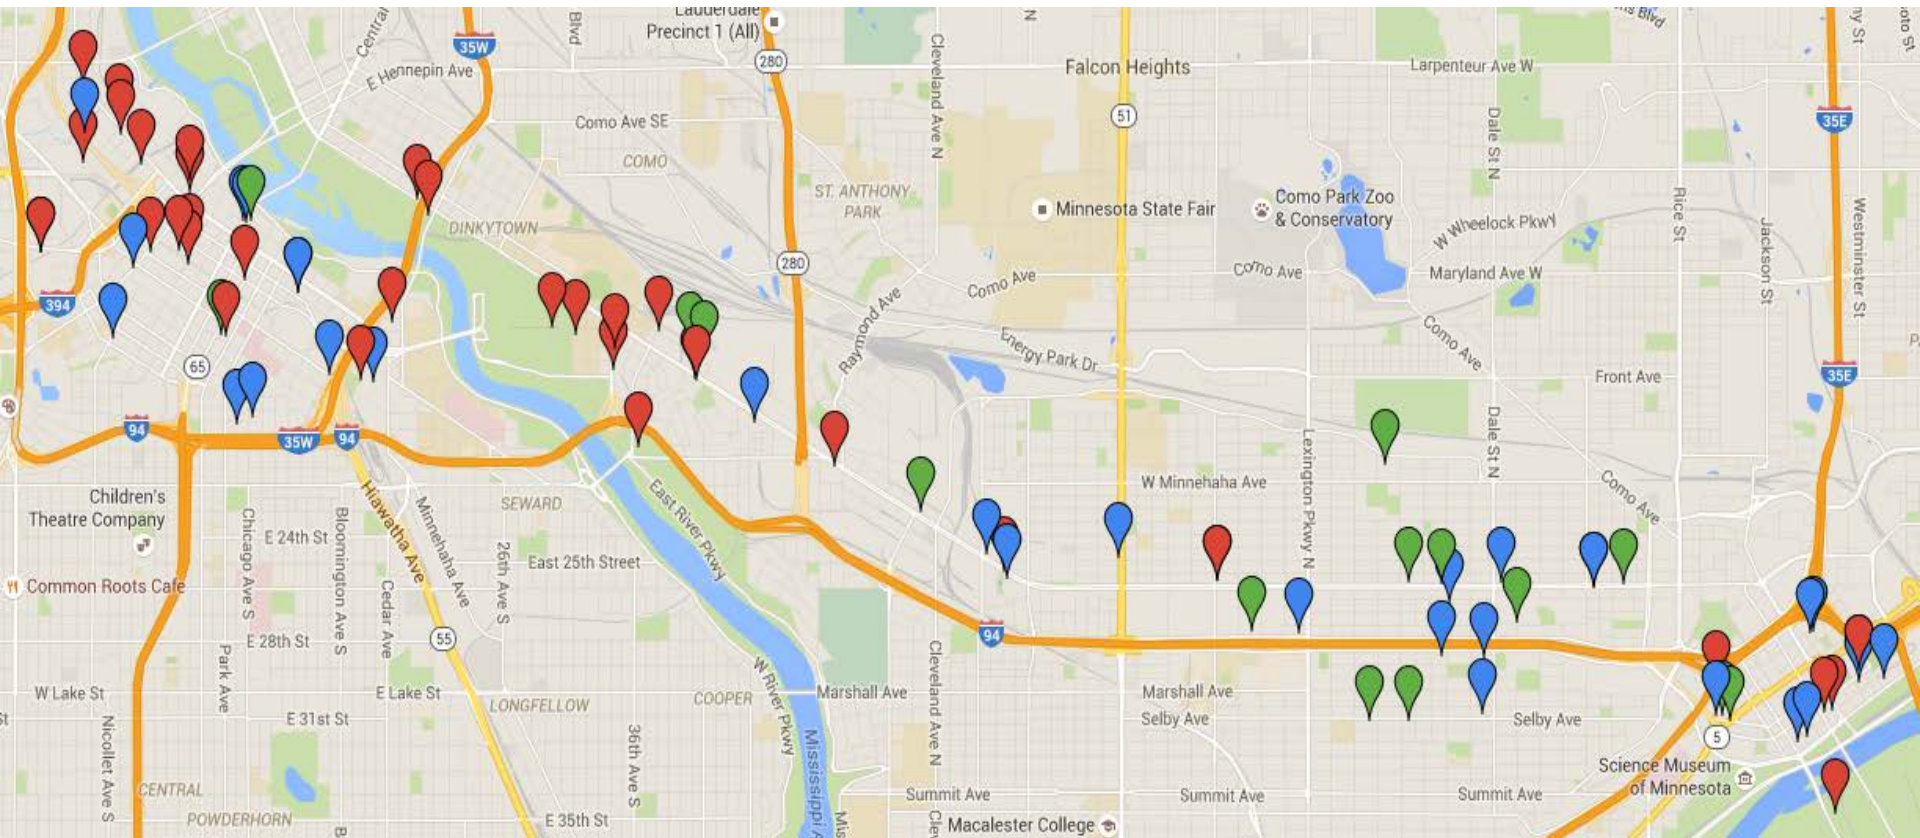 Lauderdale
Precinct 1 (All)
Central
Blvd
N
35W
E Hennepin Ave
280
Cleveland Ave N
Falcon Heights
Larpenteur Ave W
51
Como Ave SE
Dale St N
35E
COMO
ST. ANTHONY
PARK
Minnesota State Fair
Como Park Zoo
& Conservatory
W Wheelock Pkwy
Rice St
Jackson St
Westminster St
DINKYTOWN
280
Como Ave
Como Ave
Maryland Ave W
394
Raymond Ave
Energy Park Dr
Como Ave
65
Front Ave
35E
94
35W
94
Dale St N
Lexington Pkwy N
Children's
Theatre Company
Hiawatha Ave
Minnehaha Ave
SEWARD
East River Pkwy
W Minnehaha Ave
Como Ave
Chicago Ave S
E 24th St
Bloomington Ave S
26th Ave S
East 25th Street
Common Roots Cafe
Cedar Ave
E 28th St
55
94
Park Ave
W River Pkwy
Cleveland Ave N
W Lake St
E Lake St
COOPER
Marshall Ave
Marshall Ave
LONGFELLOW
St
Nicollet Ave S
E 31st St
36th Ave S
Mississippi
Selby Ave
Selby Ave
5
Science Museum
of Minnesota
CENTRAL
Summit Ave
Summit Ave
Summit Ave
POWDERHORN
E 35th St
Macalester College